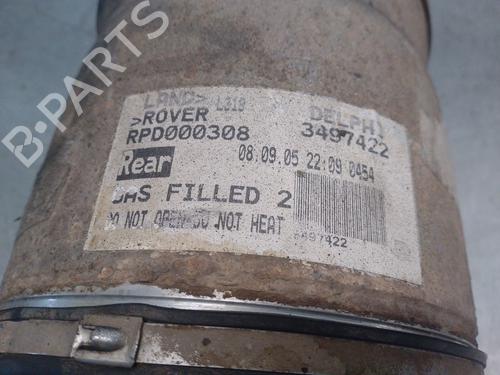 B-PARTS
LAND> L319 DELPHI
>ROVER 3497422
RPD000308
Rear 08.09.05 22:09 0454
GAS FILLED 2
DO NOT OPEN DO NOT HEAT
3497422